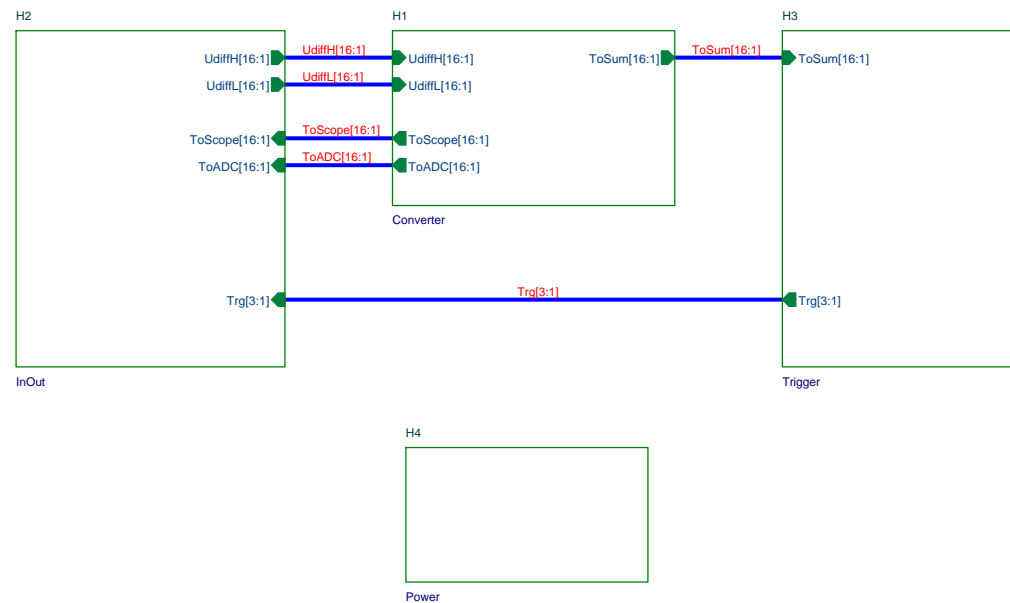 H2
H1
H3
UdiffH[16:1]
UdiffH[16:1]
UdiffH[16:1]
ToSum[16:1]
ToSum[16:1]
ToSum[16:1]
UdiffL[16:1]
UdiffL[16:1]
UdiffL[16:1]
ToScope[16:1]
ToScope[16:1]
ToScope[16:1]
ToADC[16:1]
ToADC[16:1]
ToADC[16:1]
Converter
Trg[3:1]
Trg[3:1]
Trg[3:1]
InOut
Trigger
H4
Power